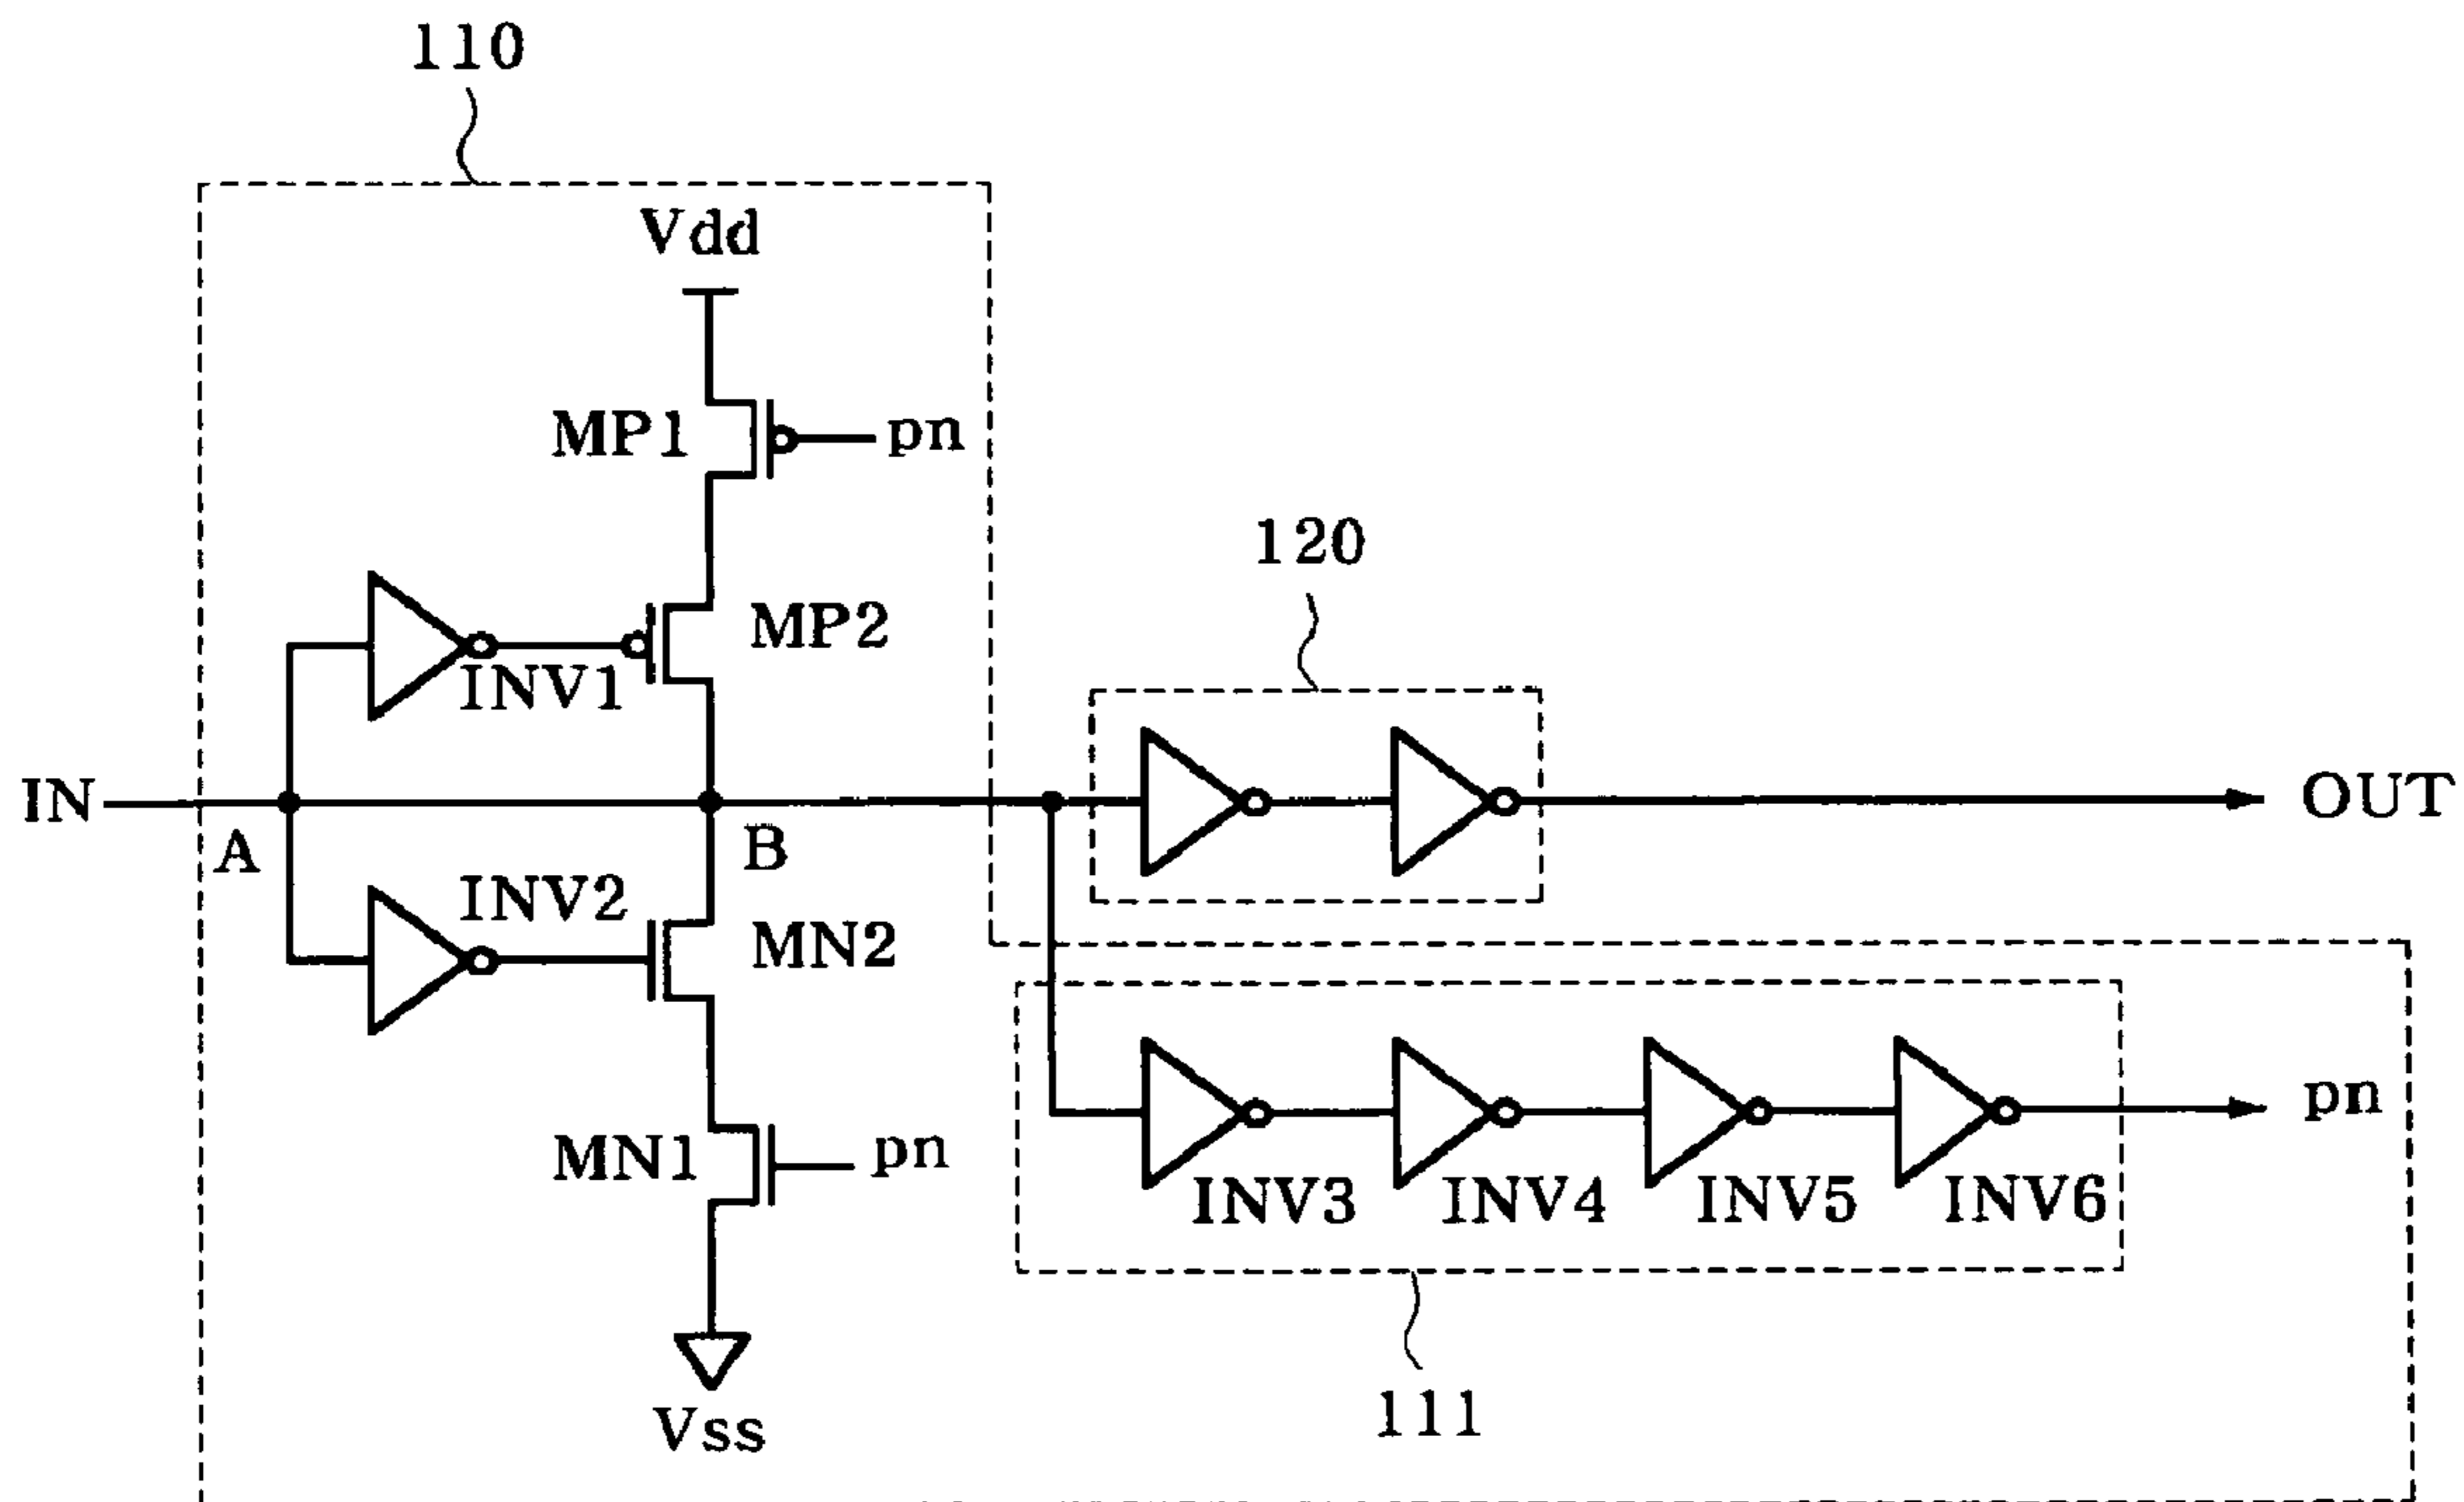 110
Vdd
MP1
pn
120
MP2
INV1
IN
OUT
A
B
INV2
MN2
MN1
pn
pn
INV3
INV4
INV5
INV6
111
Vss